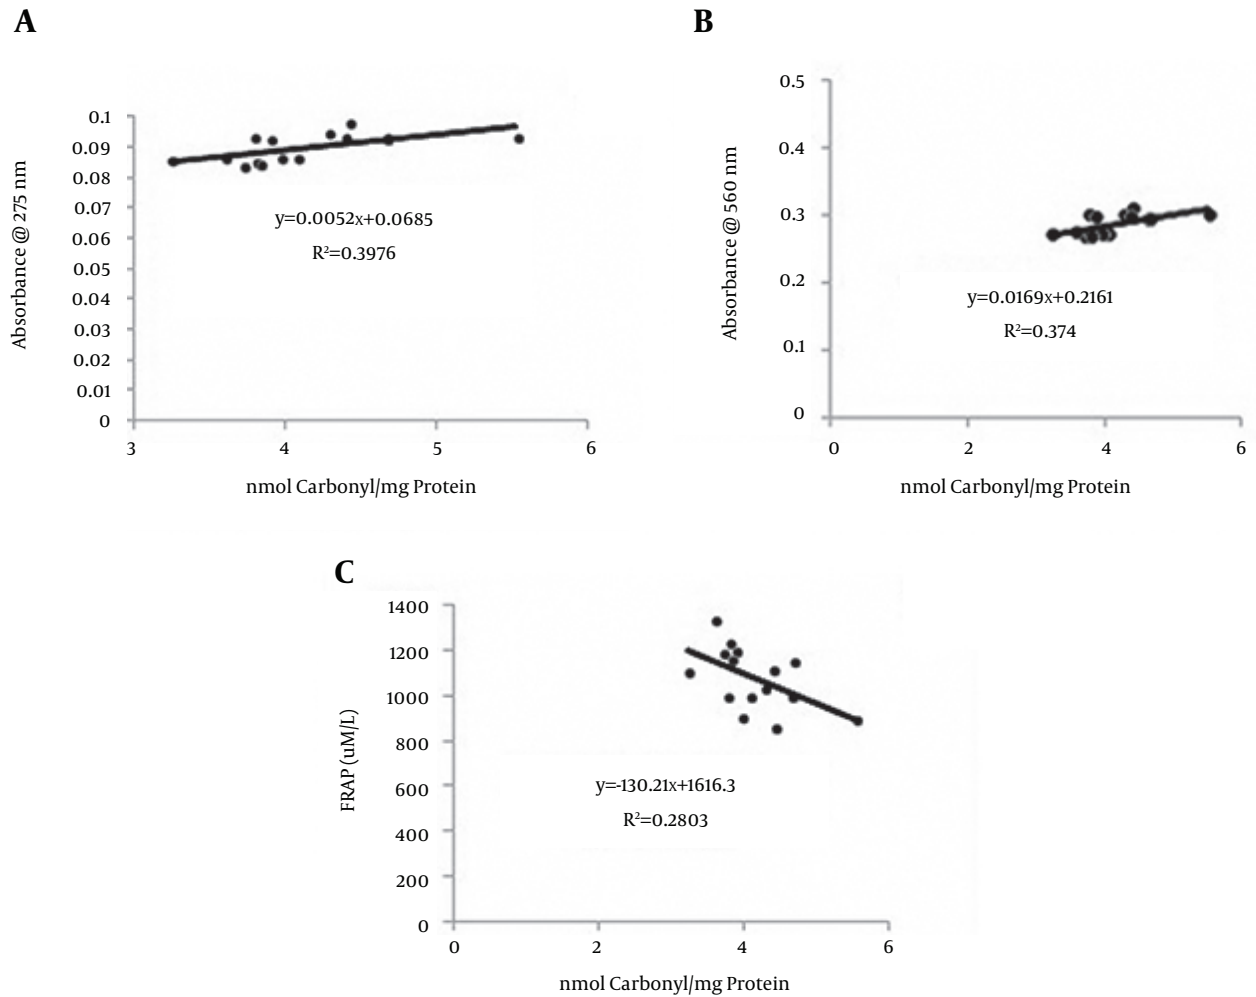 A
0.1
0.09
0.08
0.07
0.06
0.05
0.04
0.03
0.02
0.01
0
Absorbance @ 275 nm
y=0.0052x+0.0685
R²=0.3976
3 4 5 6
nmol Carbonyl/mg Protein
B
0.5
0.4
0.3
0.2
0.1
0
Absorbance @ 560 nm
y=0.0169x+0.2161
R²=0.374
0 2 4 6
nmol Carbonyl/mg Protein
C
1400
1200
1000
800
600
400
200
0
FRAP (uM/L)
y=-130.21x+1616.3
R²=0.2803
0 2 4 6
nmol Carbonyl/mg Protein